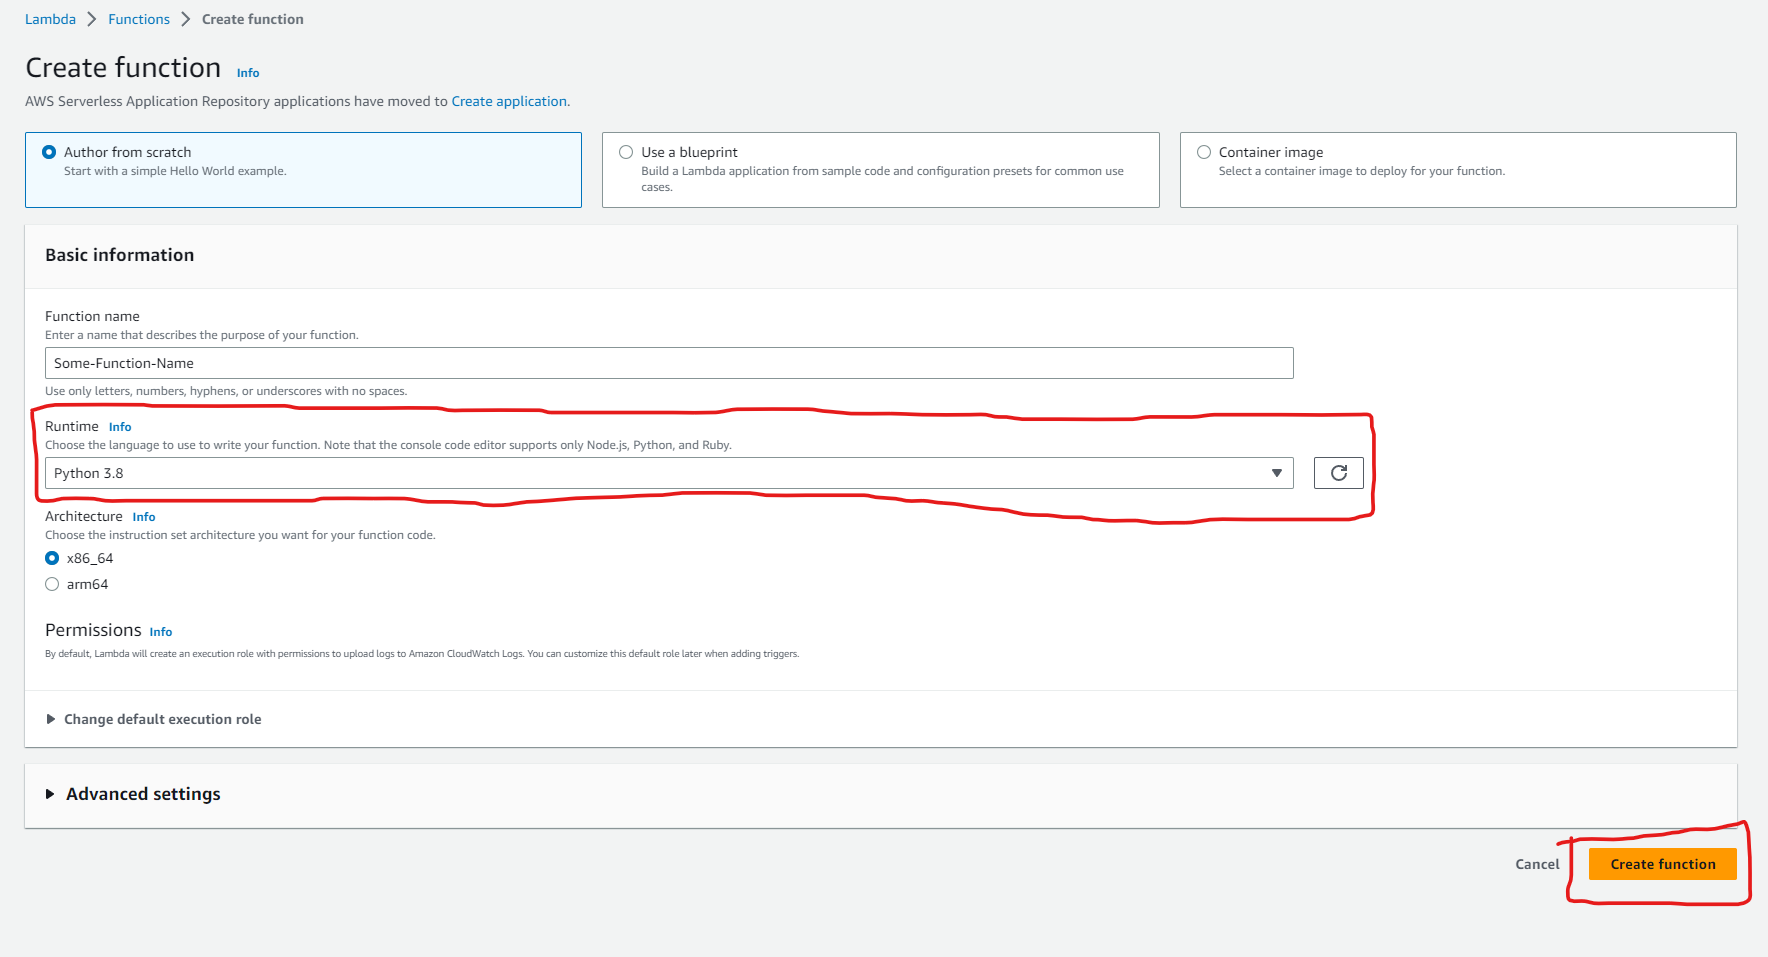 Lambda > Functions > Create function
Create function Info
AWS Serverless Application Repository applications have moved to Create application.
Author from scratch
Start with a simple Hello World example.
Use a blueprint
Build a Lambda application from sample code and configuration presets for common use
cases.
Container image
Select a container image to deploy for your function.
Basic information
Function name
Enter a name that describes the purpose of your function.
Some-Function-Name
Use only letters, numbers, hyphens, or underscores with no spaces.
Runtime Info
Choose the language to use to write your function. Note that the console code editor supports only Node.js, Python, and Ruby.
Python 3.8
Architecture Info
Choose the instruction set architecture you want for your function code.
x86_64
arm64
Permissions Info
By default, Lambda will create an execution role with permissions to upload logs to Amazon CloudWatch Logs. You can customize this default role later when adding triggers.
Change default execution role
Advanced settings
Cancel Create function